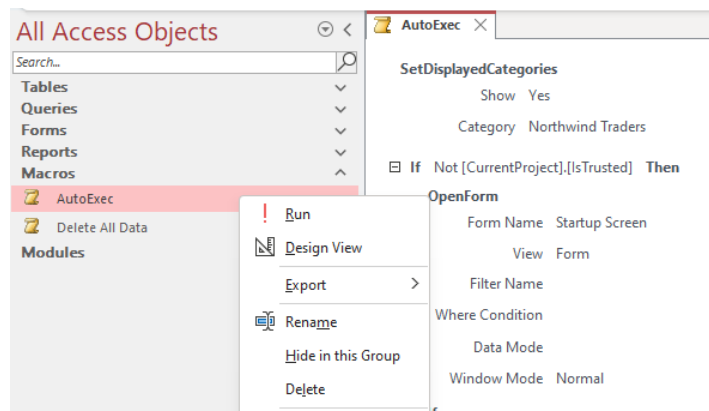 All Access Objects
Search...
Tables
Queries
Forms
Reports
Macros
AutoExec
Delete All Data
Modules
Run
Design View
Export
Rename
Hide in this Group
Delete
AutoExec
SetDisplayedCategories
Show Yes
Category Northwind Traders
If Not [CurrentProject].[IsTrusted] Then
OpenForm
Form Name Startup Screen
View Form
Filter Name
Where Condition
Data Mode
Window Mode Normal